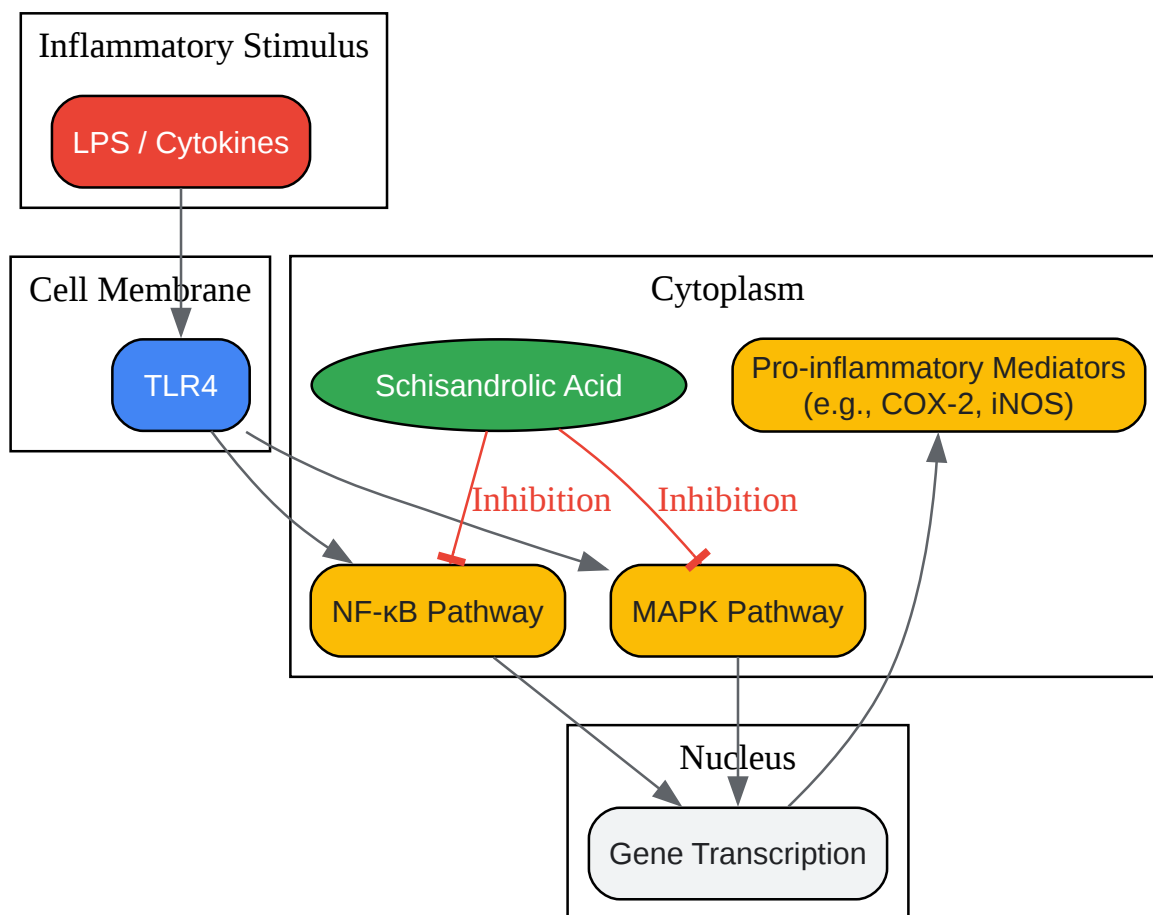 Inflammatory Stimulus
LPS / Cytokines
Cell Membrane
TLR4
Cytoplasm
Schisandrolic Acid
Pro-inflammatory Mediators
(e.g., COX-2, iNOS)
Inhibition
Inhibition
NF-κB Pathway
MAPK Pathway
Nucleus
Gene Transcription